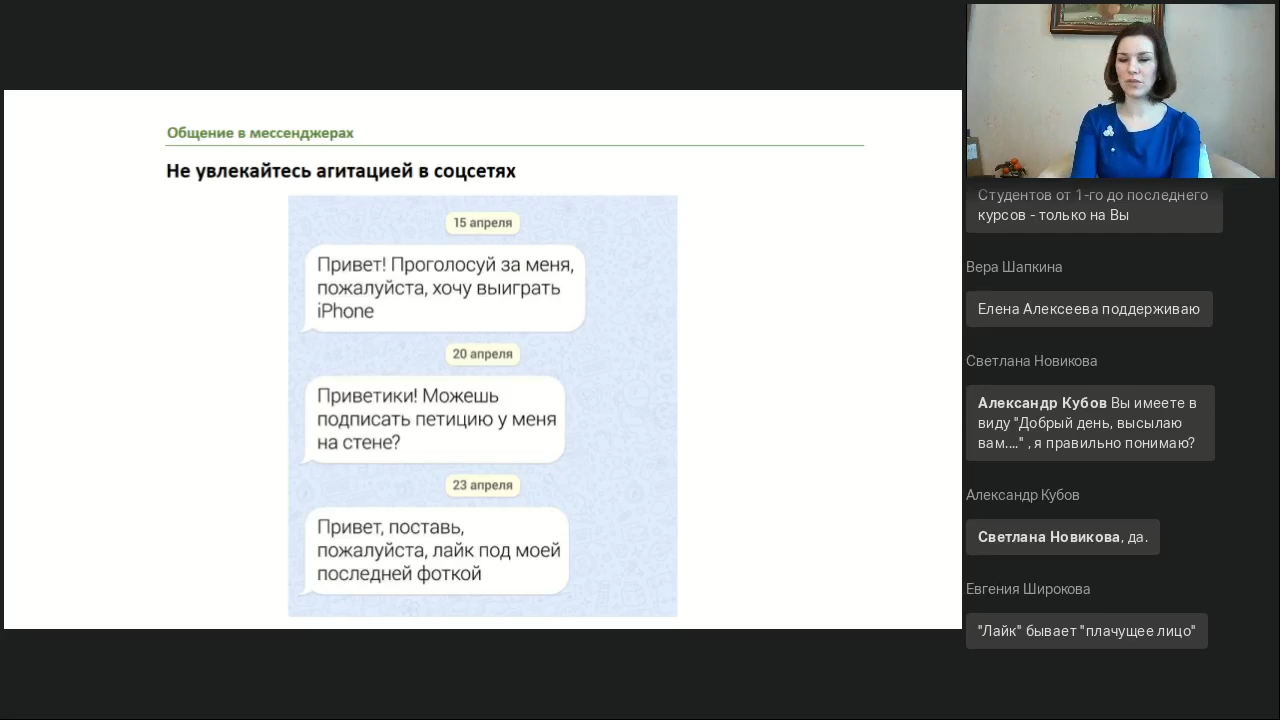 Общение в мессенджерах
Не увлекайтесь агитацией в соцсетях
15 апреля
Привет! Проголосуй за меня,
пожалуйста, хочу выиграть
iPhone
20 апреля
Приветики! Можешь
подписать петицию у меня
на стене?
23 апреля
Привет, поставь,
пожалуйста, лайк под моей
последней фоткой
Студентов от 1-го до последнего
курсов - только на Вы
Вера Шапкина
Елена Алексеева поддерживаю
Светлана Новикова
Александр Кубов Вы имеете в
виду "Добрый день, высылаю
вам...." , я правильно понимаю?
Александр Кубов
Светлана Новикова, да.
Евгения Широкова
"Лайк" бывает "плачущее лицо"